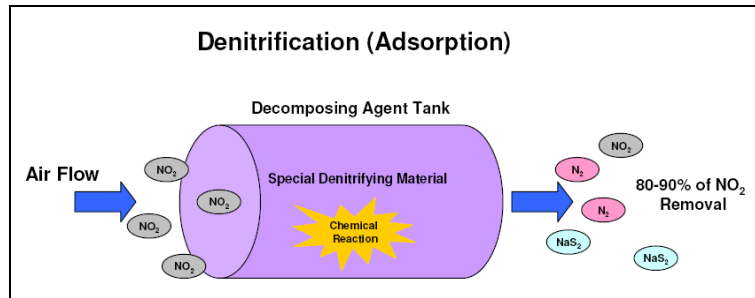 Denitrification (Adsorption)
Decomposing Agent Tank
Air Flow
NO₂
NO₂
NO₂
NO₂
Special Denitrifying Material
Chemical
Reaction
NO₂
N₂
N₂
NaS₂
NaS₂
80-90% of NO₂
Removal